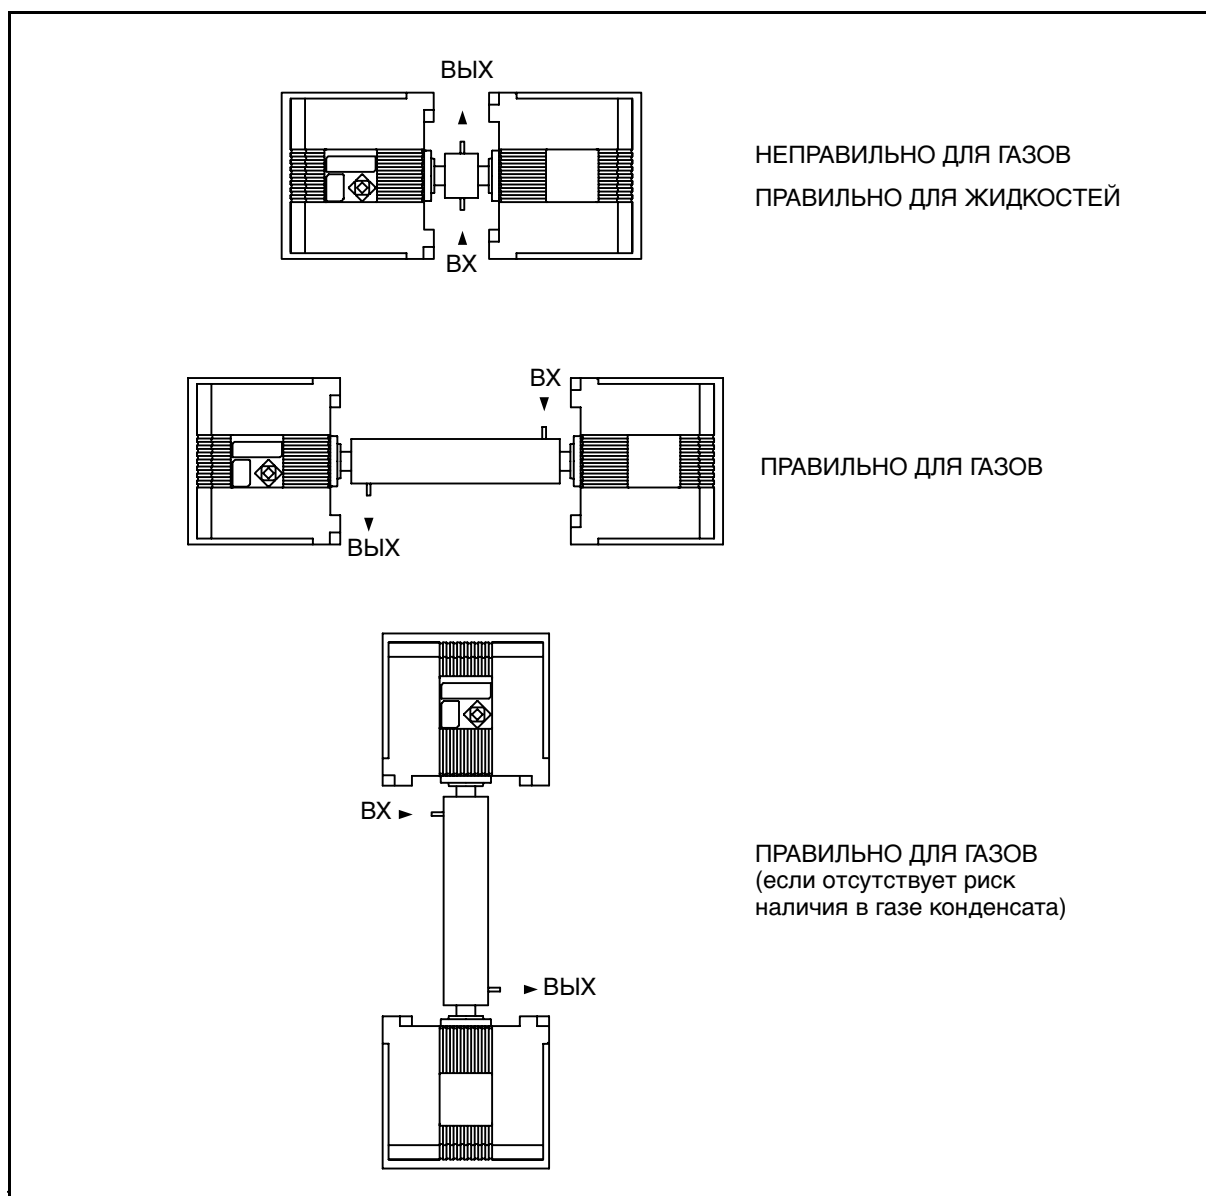 ВЫХ
НЕПРАВИЛЬНО ДЛЯ ГАЗОВ
ПРАВИЛЬНО ДЛЯ ЖИДКОСТЕЙ
ВХ
ВХ
ПРАВИЛЬНО ДЛЯ ГАЗОВ
ВЫХ
ВХ
ПРАВИЛЬНО ДЛЯ ГАЗОВ
(если отсутствует риск
наличия в газе конденсата)
ВЫХ